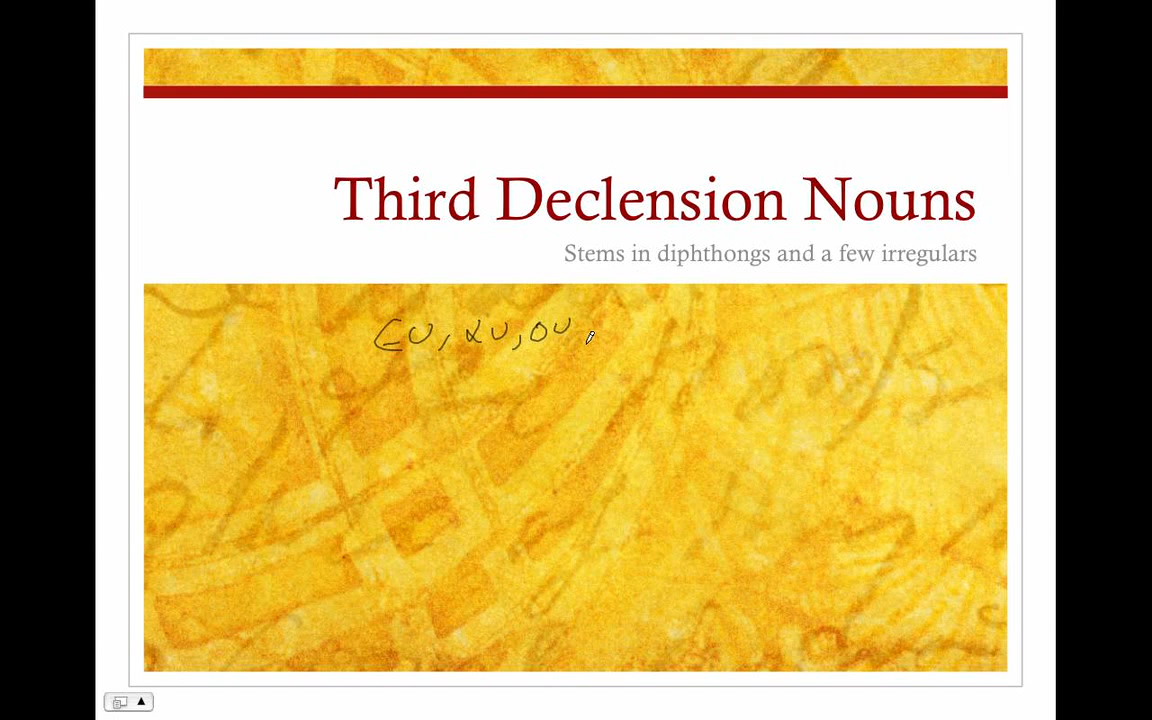 Third Declension Nouns
Stems in diphthongs and a few irregulars
ευ, αυ, ου,